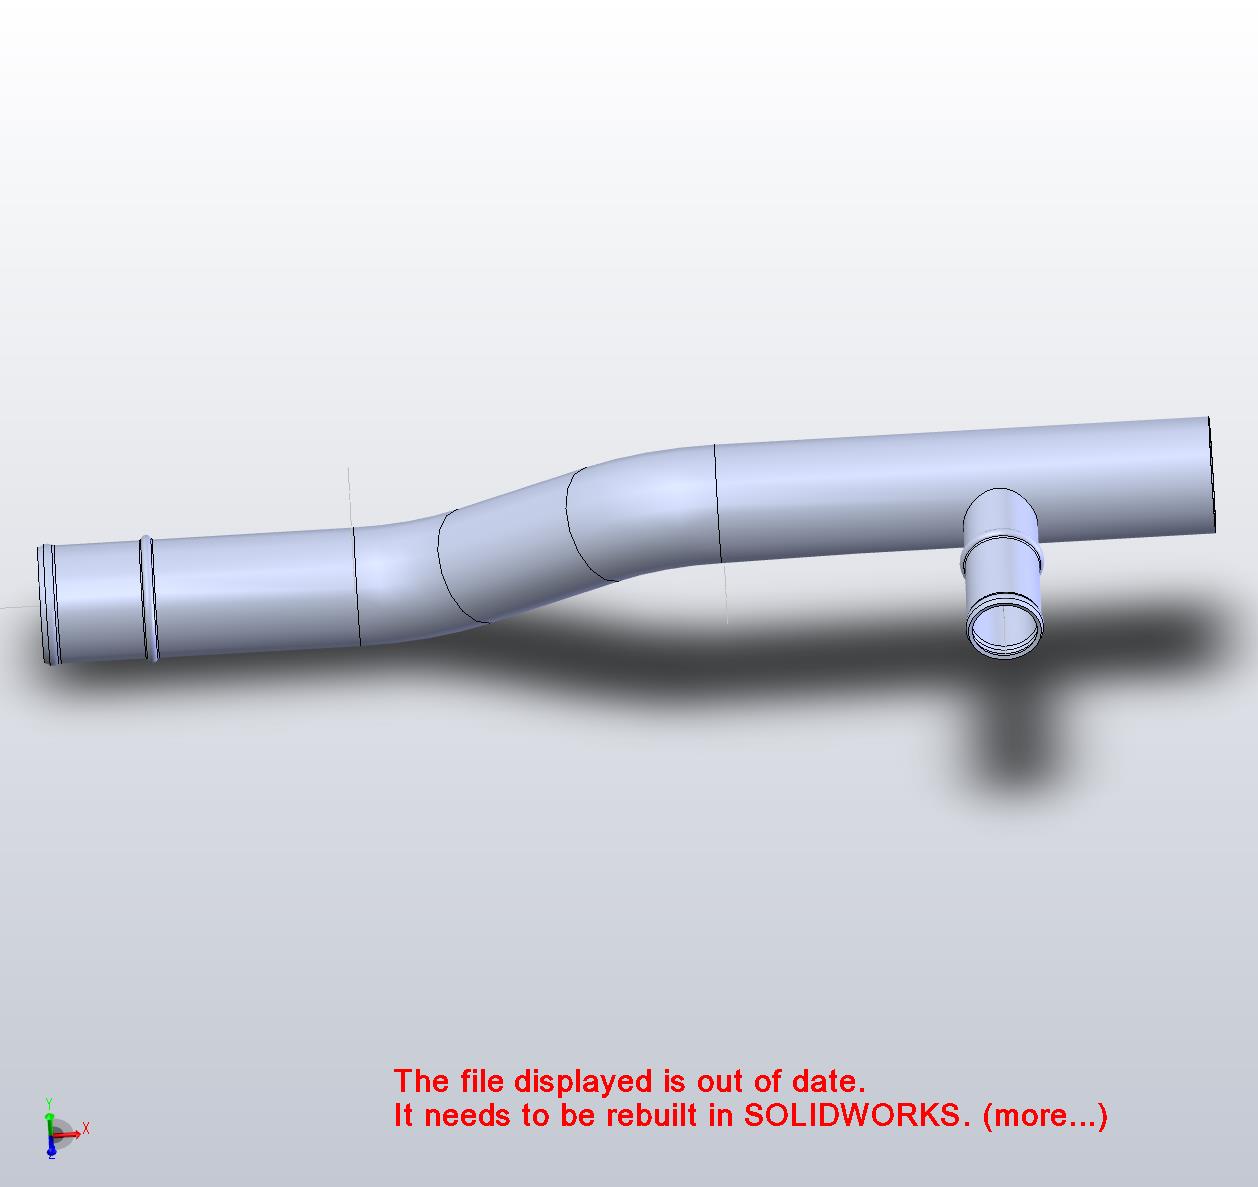 The file displayed is out of date.
It needs to be rebuilt in SOLIDWORKS. (more...)
Y
X
Z